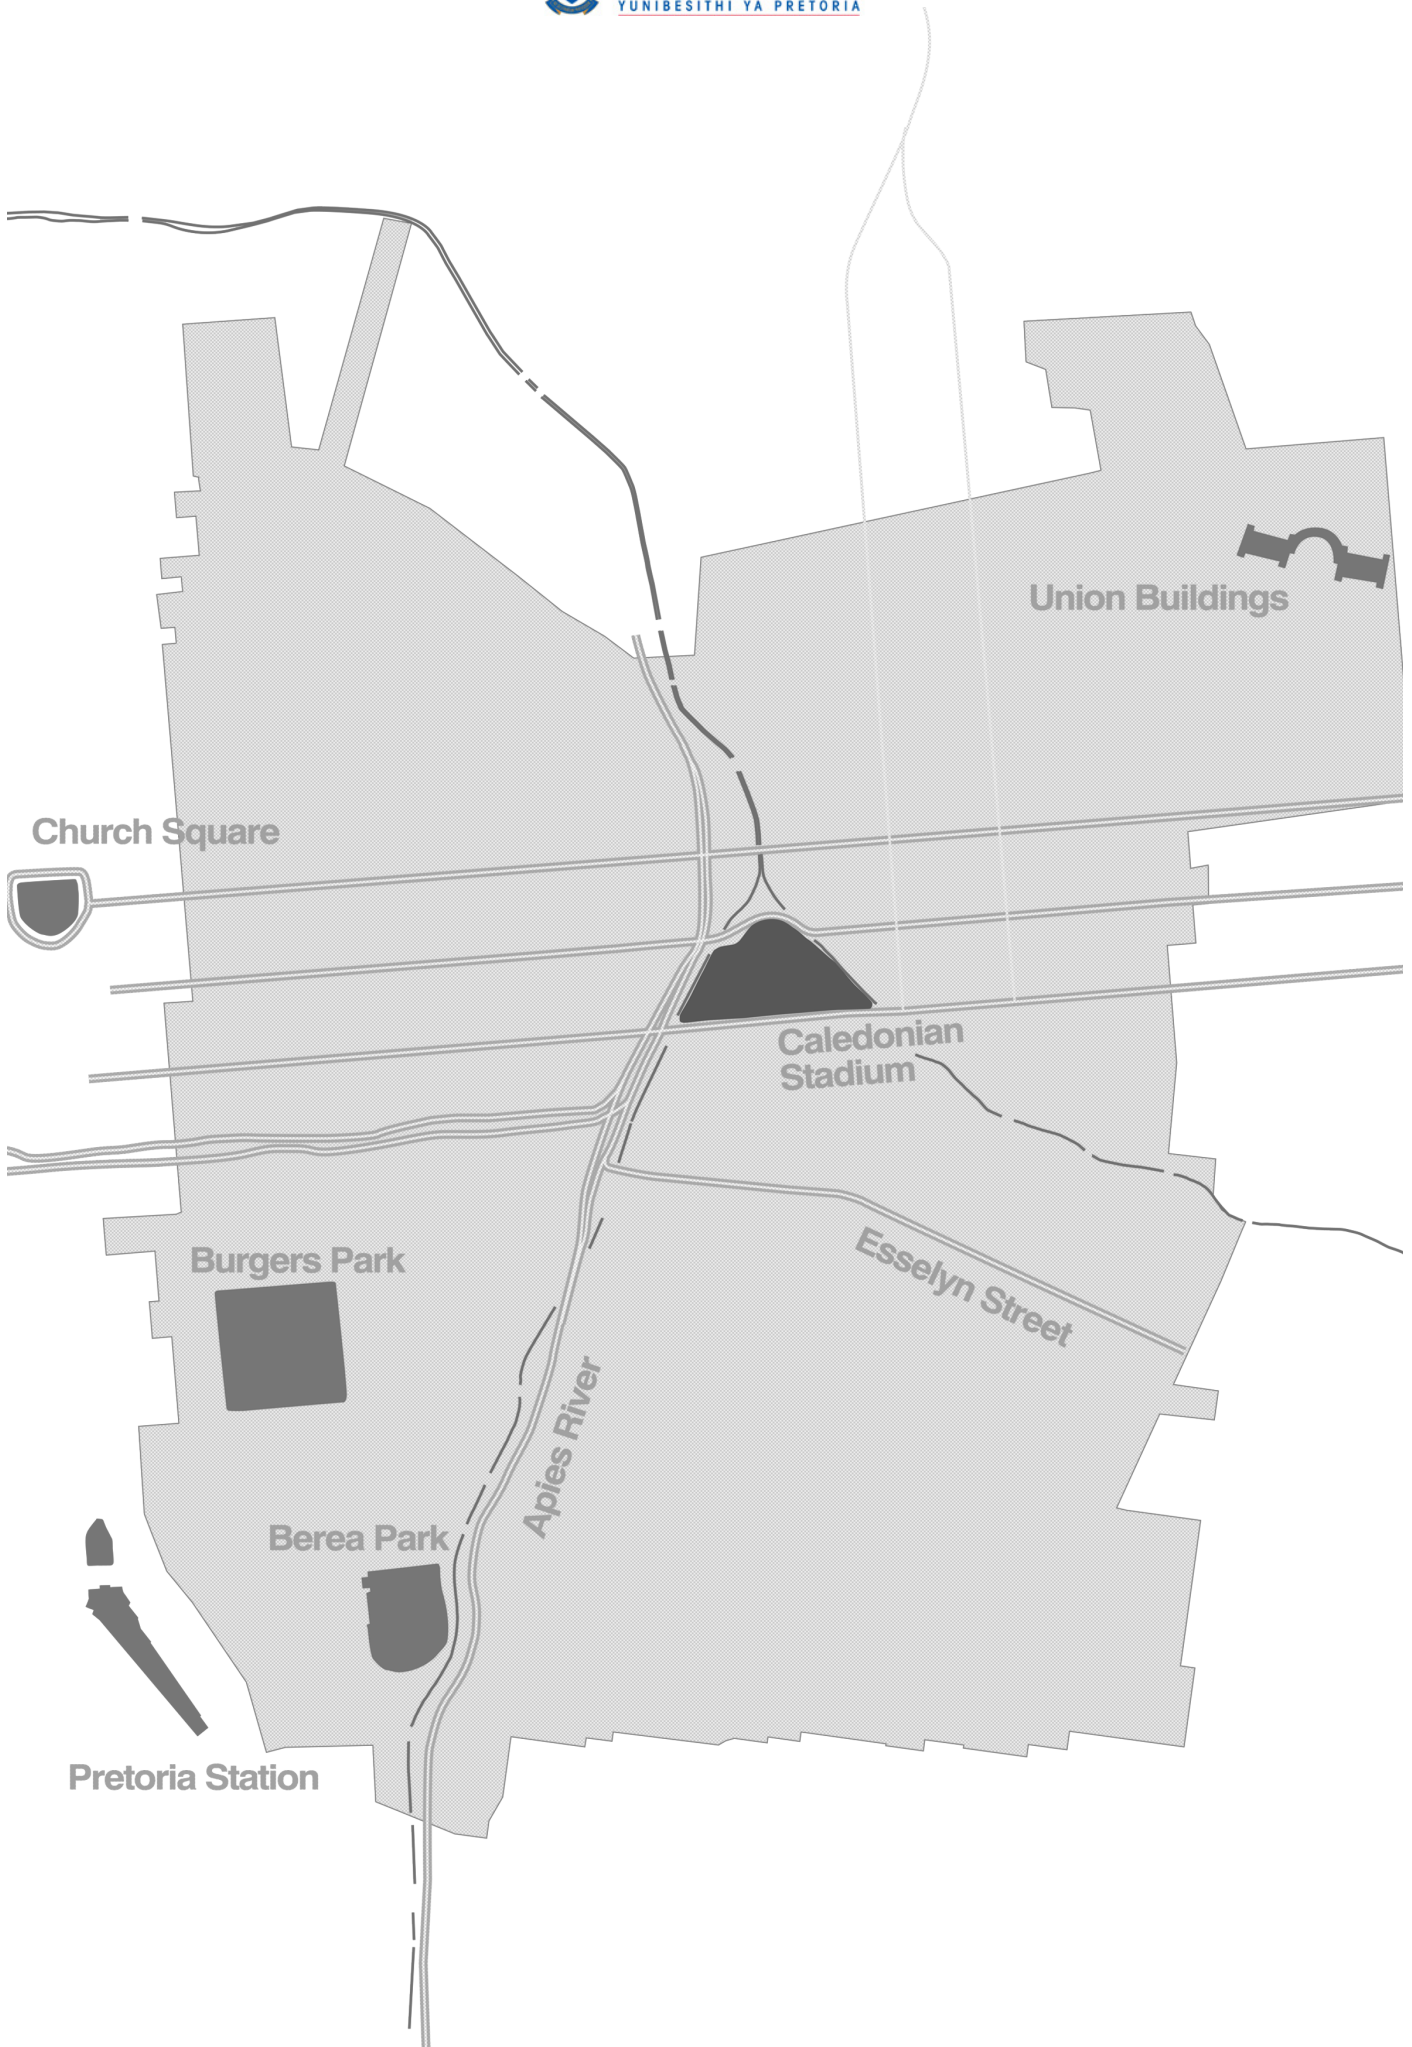 YUNIBESITHI YA PRETORIA
Union Buildings
Church Square
Caledonian
Stadium
Burgers Park
Esselyn Street
Apies River
Berea Park
Pretoria Station